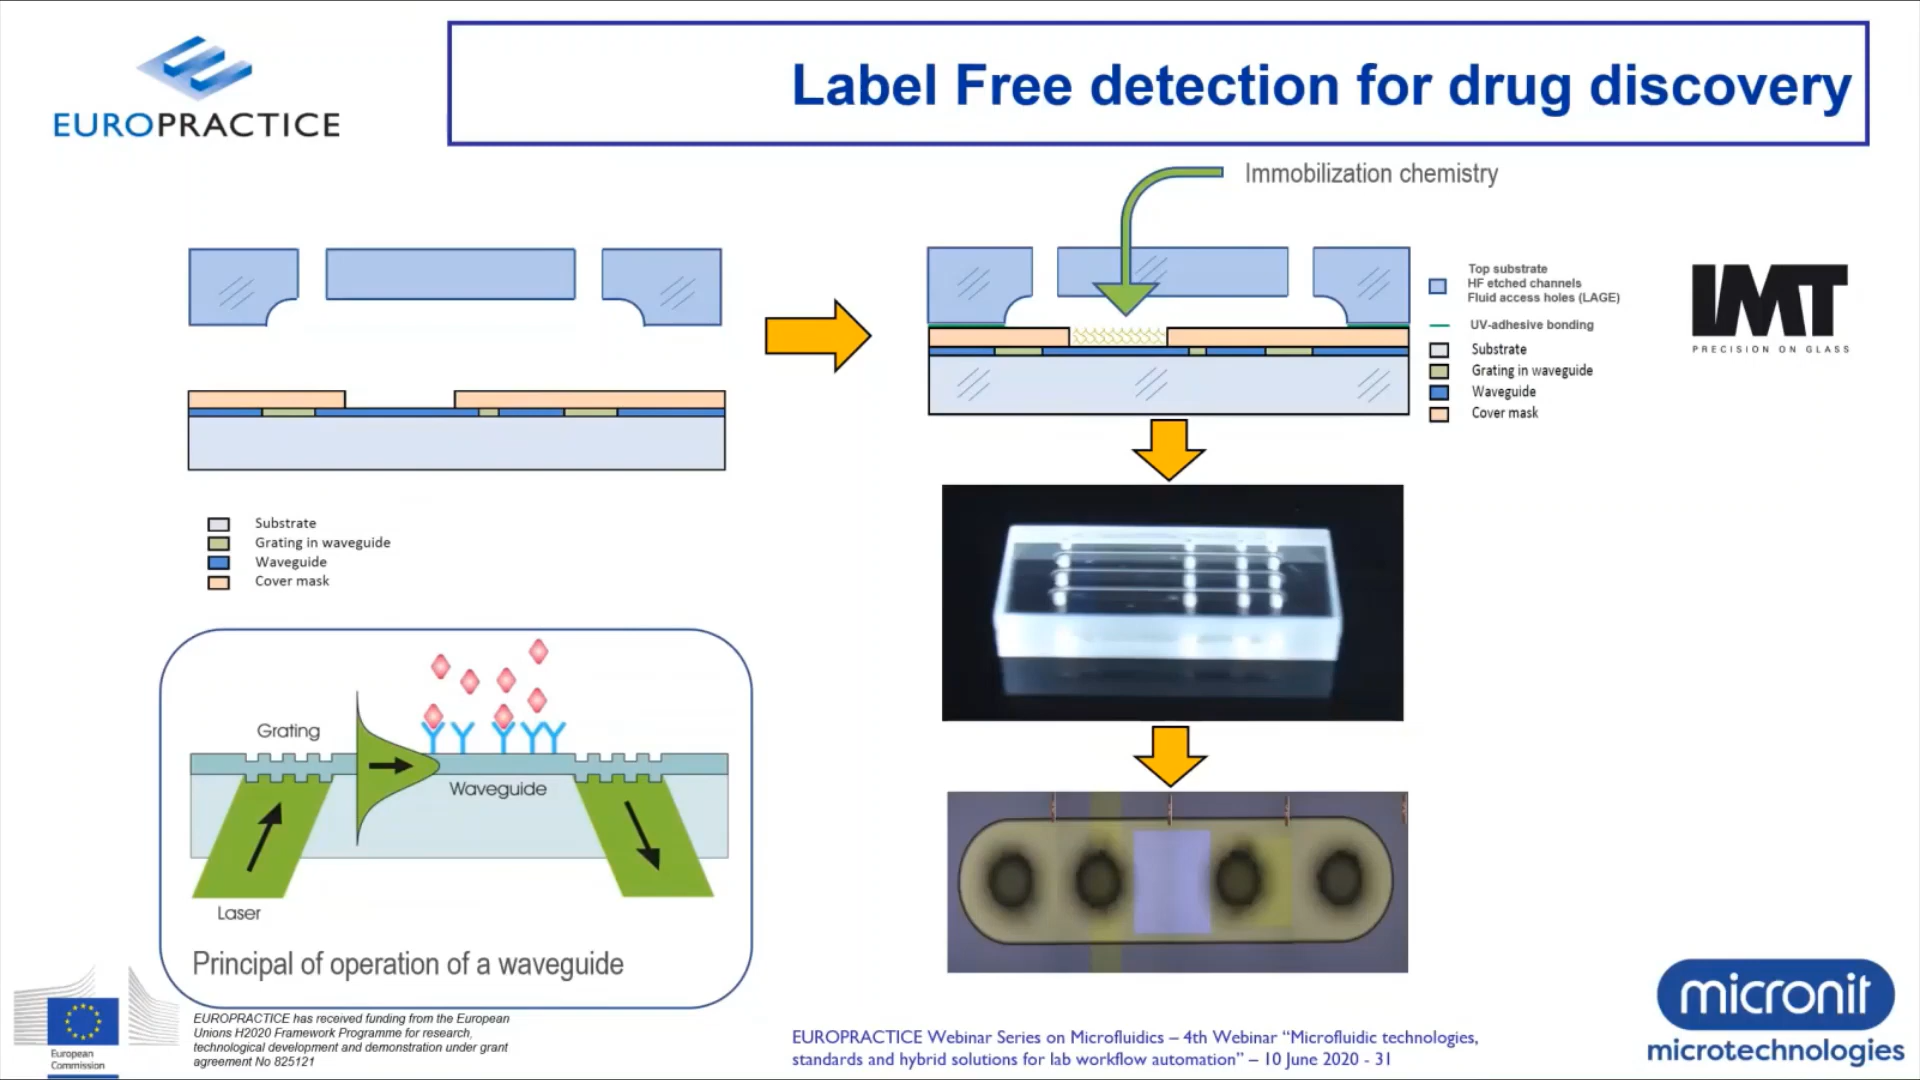 EUROPRACTICE
Label Free detection for drug discovery
Immobilization chemistry
Top substrate
HF etched channels
Fluid access holes (LAGE)
UV-adhesive bonding
Substrate
Grating in waveguide
Waveguide
Cover mask
IMT
PRECISION ON GLASS
Substrate
Grating in waveguide
Waveguide
Cover mask
Grating
Waveguide
Laser
Principal of operation of a waveguide
European
Commission
EUROPRACTICE has received funding from the European
Unions H2020 Framework Programme for research,
technological development and demonstration under grant
agreement No 825121
EUROPRACTICE Webinar Series on Microfluidics – 4th Webinar “Microfluidic technologies,
standards and hybrid solutions for lab workflow automation” – 10 June 2020 - 31
micronit
microtechnologies